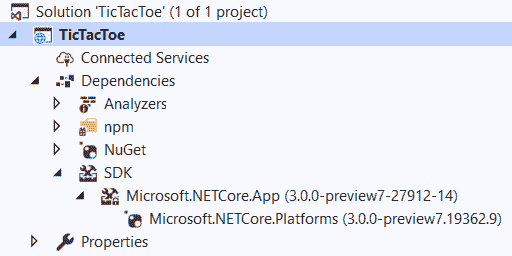 Solution 'TicTacToe' (1 of 1 project)
TicTacToe
Connected Services
Dependencies
Analyzers
npm
NuGet
SDK
Microsoft.NETCore.App (3.0.0-preview7-27912-14)
Microsoft.NETCore.Platforms (3.0.0-preview7.19362.9)
Properties